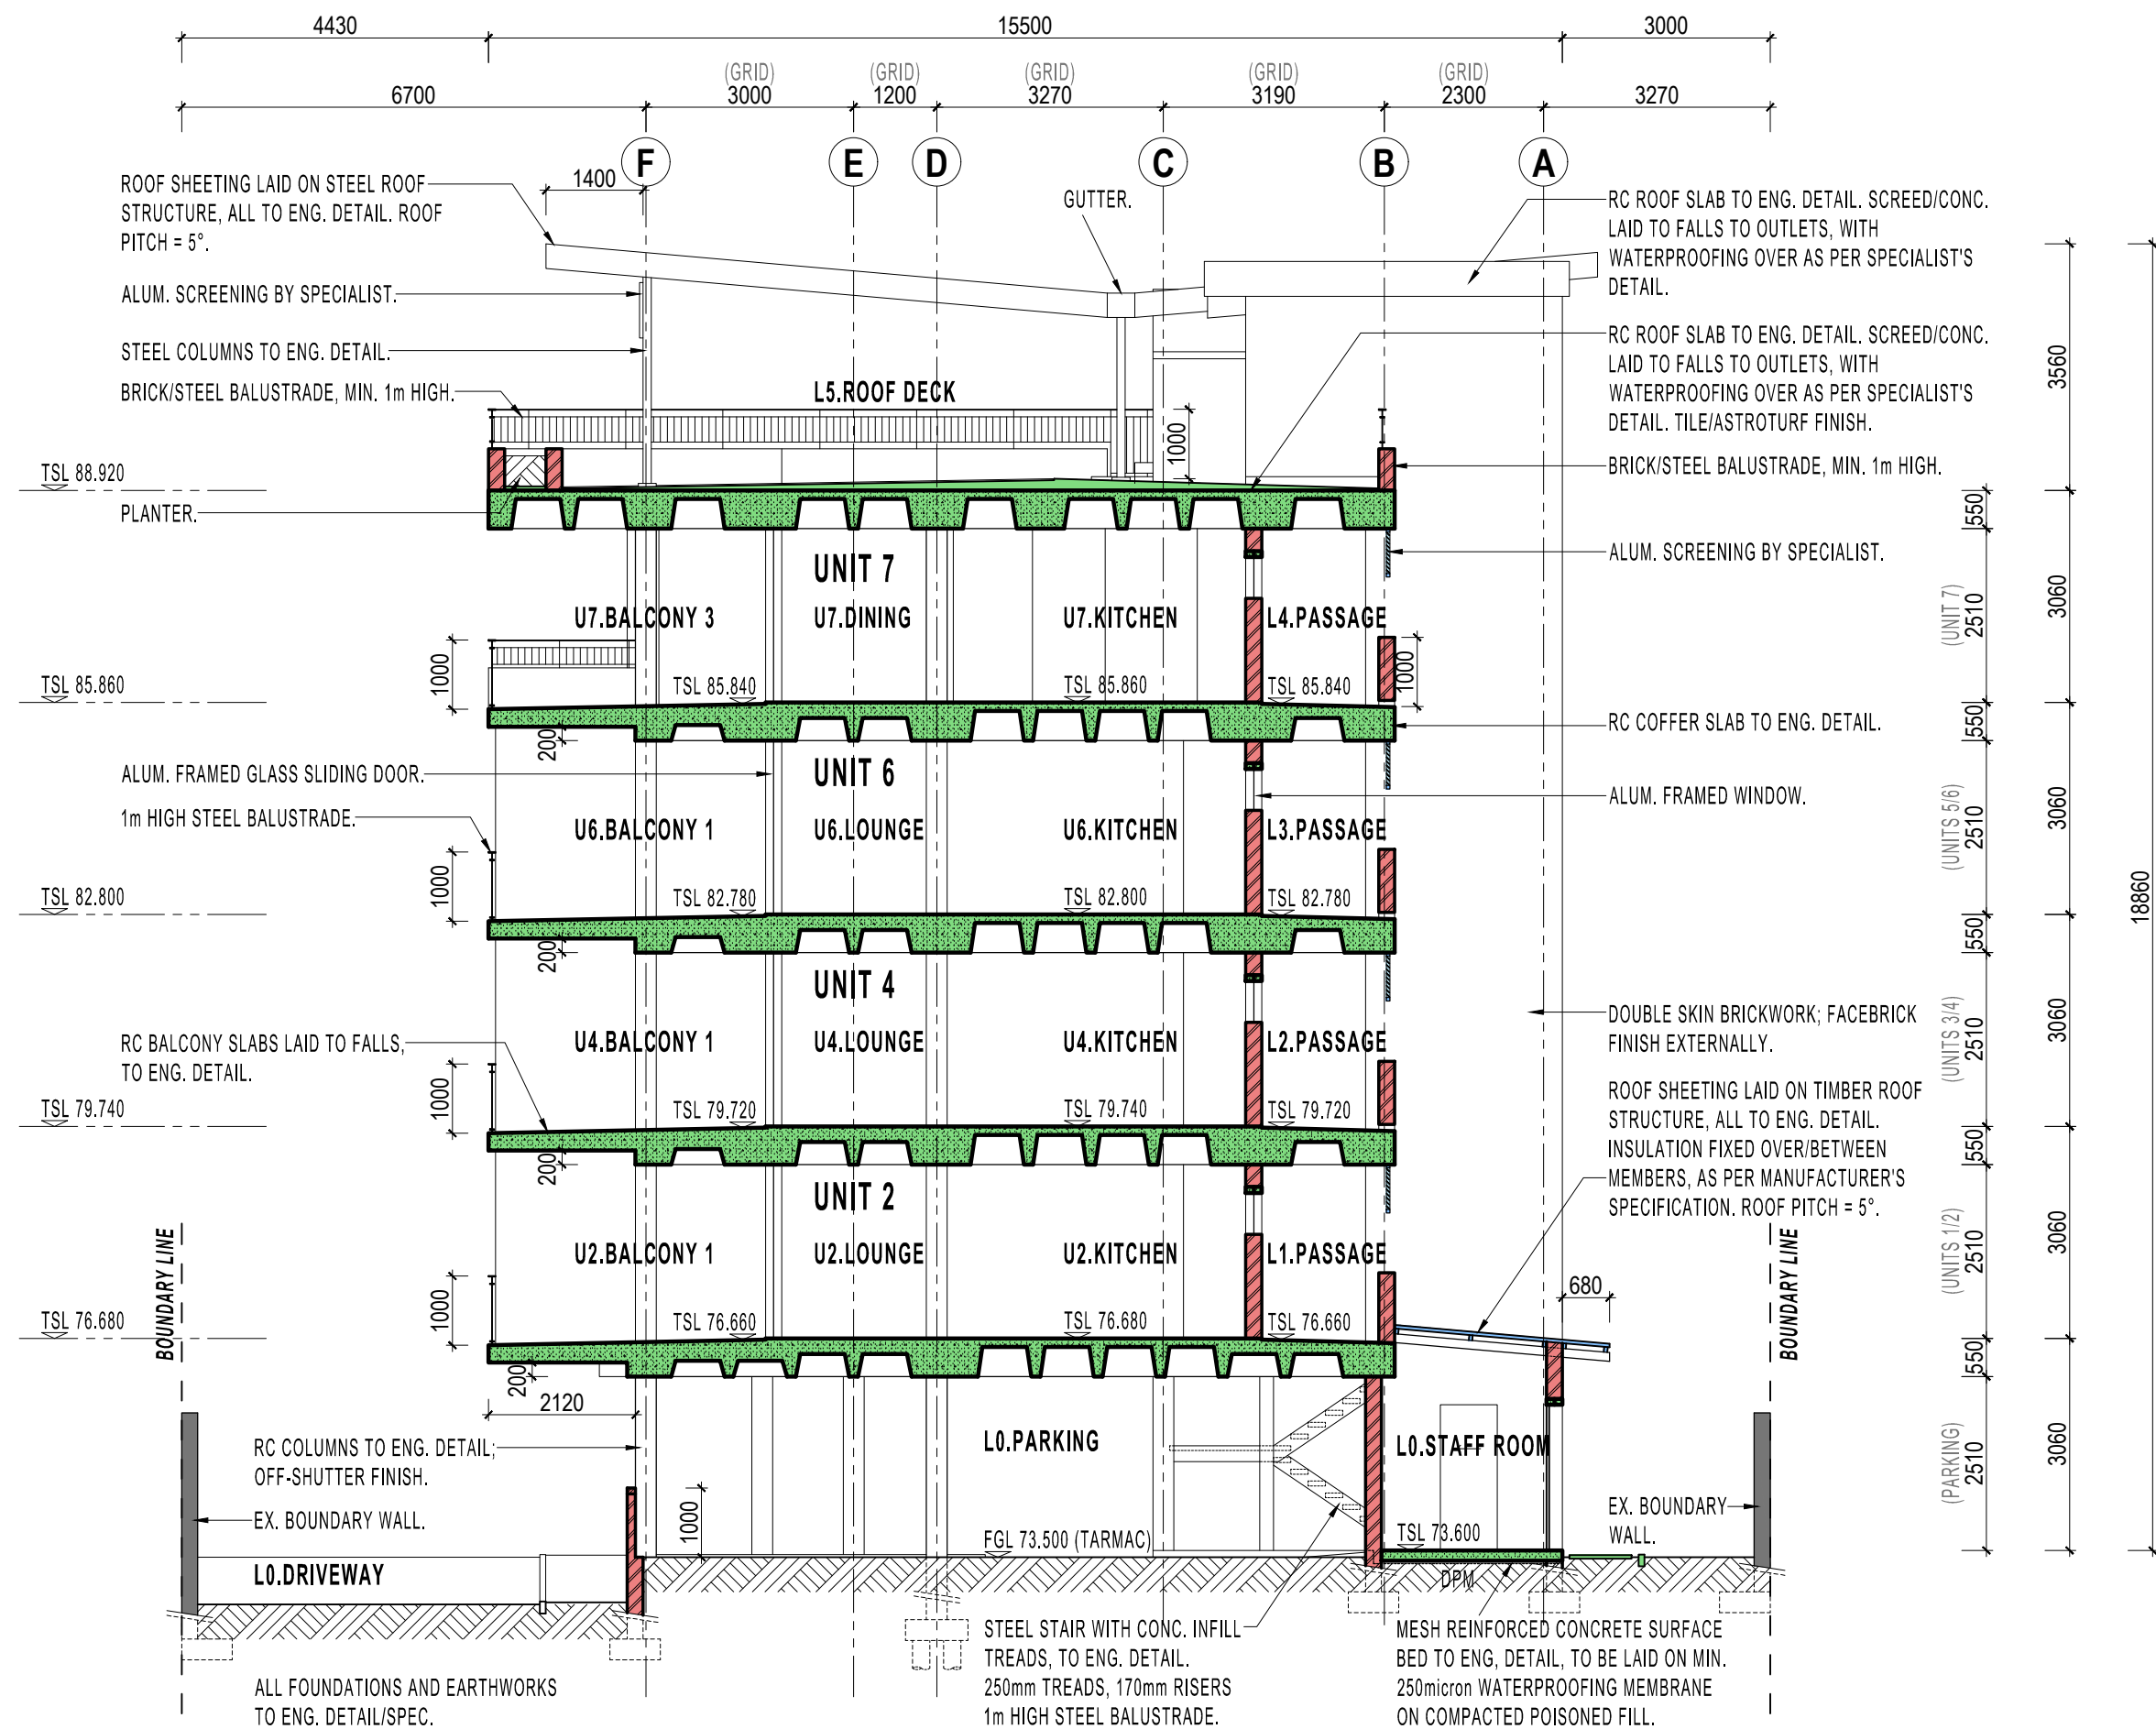 4430
15500
3000
(GRID)
(GRID)
(GRID)
(GRID)
(GRID)
6700
3000
1200
3270
3190
2300
3270
F
E
D
C
B
A
ROOF SHEETING LAID ON STEEL ROOF
STRUCTURE, ALL TO ENG. DETAIL. ROOF
PITCH = 5°.
1400
GUTTER.
RC ROOF SLAB TO ENG. DETAIL. SCREED/CONC.
LAID TO FALLS TO OUTLETS, WITH
WATERPROOFING OVER AS PER SPECIALIST'S
DETAIL.
ALUM. SCREENING BY SPECIALIST.
STEEL COLUMNS TO ENG. DETAIL.
BRICK/STEEL BALUSTRADE, MIN. 1m HIGH.
L5.ROOF DECK
1000
RC ROOF SLAB TO ENG. DETAIL. SCREED/CONC.
LAID TO FALLS TO OUTLETS, WITH
WATERPROOFING OVER AS PER SPECIALIST'S
DETAIL. TILE/ASTROTURF FINISH.
BRICK/STEEL BALUSTRADE, MIN. 1m HIGH.
3560
TSL 88.920
PLANTER.
550
UNIT 7
ALUM. SCREENING BY SPECIALIST.
U7.BALCONY 3
U7.DINING
U7.KITCHEN
L4.PASSAGE
(UNIT 7)
2510
3060
1000
1000
TSL 85.860
TSL 85.840
TSL 85.860
TSL 85.840
RC COFFER SLAB TO ENG. DETAIL.
550
200
ALUM. FRAMED GLASS SLIDING DOOR.
UNIT 6
ALUM. FRAMED WINDOW.
1m HIGH STEEL BALUSTRADE.
U6.BALCONY 1
U6.LOUNGE
U6.KITCHEN
L3.PASSAGE
(UNITS 5/6)
2510
3060
18860
1000
TSL 82.800
TSL 82.780
TSL 82.800
TSL 82.780
550
200
UNIT 4
DOUBLE SKIN BRICKWORK; FACEBRICK
FINISH EXTERNALLY.
RC BALCONY SLABS LAID TO FALLS,
TO ENG. DETAIL.
U4.BALCONY 1
U4.LOUNGE
U4.KITCHEN
L2.PASSAGE
(UNITS 3/4)
2510
3060
1000
TSL 79.740
TSL 79.720
TSL 79.740
TSL 79.720
550
200
ROOF SHEETING LAID ON TIMBER ROOF
STRUCTURE, ALL TO ENG. DETAIL.
INSULATION FIXED OVER/BETWEEN
MEMBERS, AS PER MANUFACTURER'S
SPECIFICATION. ROOF PITCH = 5°.
UNIT 2
BOUNDARY LINE
U2.BALCONY 1
U2.LOUNGE
U2.KITCHEN
L1.PASSAGE
BOUNDARY LINE
(UNITS 1/2)
2510
3060
680
1000
TSL 76.680
TSL 76.660
TSL 76.680
TSL 76.660
550
200
2120
RC COLUMNS TO ENG. DETAIL;
OFF-SHUTTER FINISH.
L0.PARKING
L0.STAFF ROOM
(PARKING)
2510
3060
EX. BOUNDARY WALL.
1000
FGL 73.500 (TARMAC)
TSL 73.600
EX. BOUNDARY
WALL.
L0.DRIVEWAY
DPM
STEEL STAIR WITH CONC. INFILL
TREADS, TO ENG. DETAIL.
250mm TREADS, 170mm RISERS
1m HIGH STEEL BALUSTRADE.
MESH REINFORCED CONCRETE SURFACE
BED TO ENG, DETAIL, TO BE LAID ON MIN.
250micron WATERPROOFING MEMBRANE
ON COMPACTED POISONED FILL.
ALL FOUNDATIONS AND EARTHWORKS
TO ENG. DETAIL/SPEC.